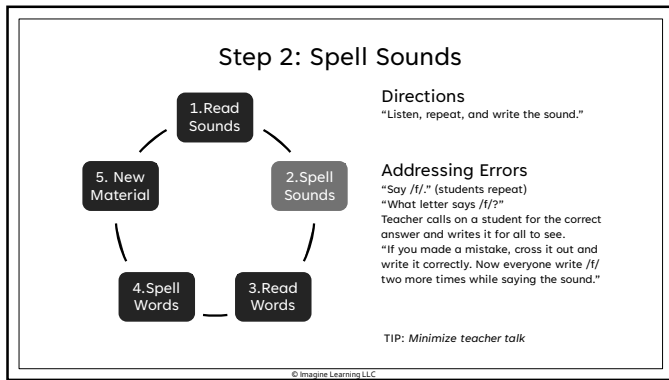 Step 2: Spell Sounds
1.Read
Sounds
2.Spell
Sounds
3.Read
Words
4.Spell
Words
5. New
Material
Directions
“Listen, repeat, and write the sound.”
Addressing Errors
“Say /f/.” (students repeat)
“What letter says /f/?”
Teacher calls on a student for the correct
answer and writes it for all to see.
“If you made a mistake, cross it out and
write it correctly. Now everyone write /f/
two more times while saying the sound.”
TIP: Minimize teacher talk
© Imagine Learning LLC